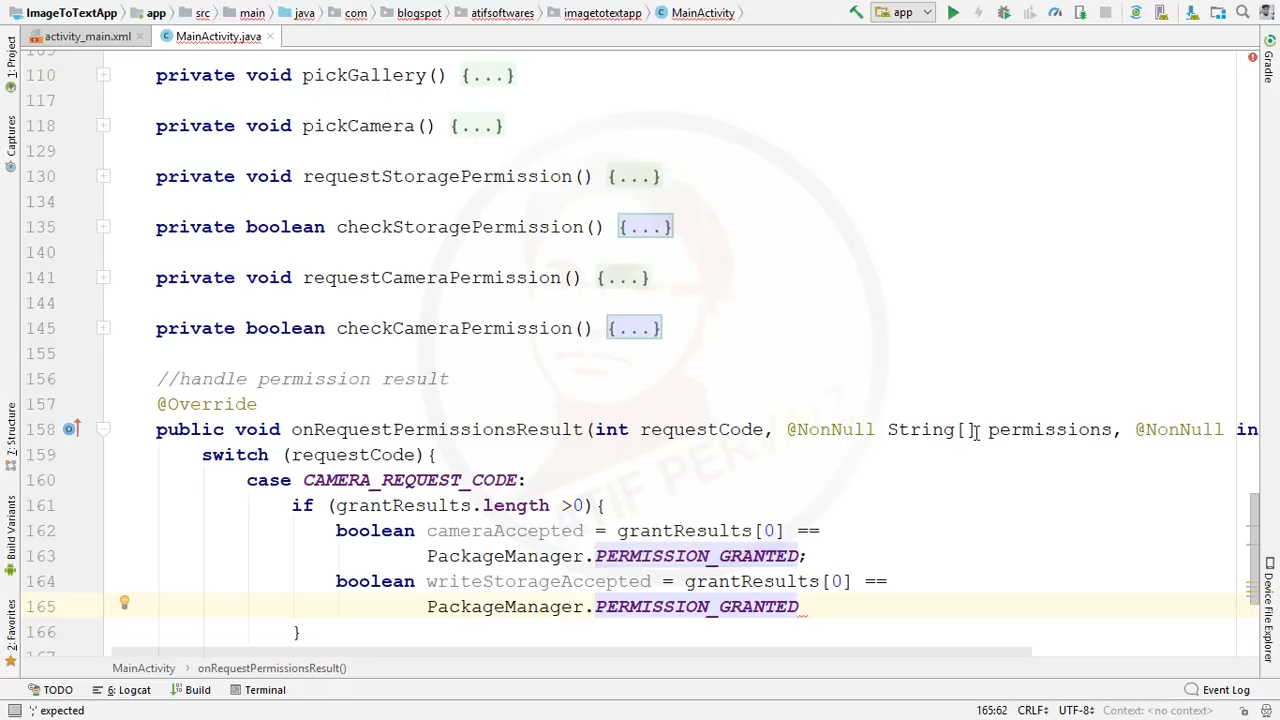 ImageToTextApp app src main java com blogspot atifsoftwares imagetotextapp MainActivity app
activity_main.xml MainActivity.java
110 private void pickGallery() {...}
117
118 private void pickCamera() {...}
129
130 private void requestStoragePermission() {...}
134
135 private boolean checkStoragePermission() {...}
140
141 private void requestCameraPermission() {...}
144
145 private boolean checkCameraPermission() {...}
155
156 //handle permission result
157 @Override
158 public void onRequestPermissionsResult(int requestCode, @NonNull String[] permissions, @NonNull in
159 switch (requestCode){
160 case CAMERA_REQUEST_CODE:
161 if (grantResults.length >0){
162 boolean cameraAccepted = grantResults[0] ==
163 PackageManager.PERMISSION_GRANTED;
164 boolean writeStorageAccepted = grantResults[0] ==
165 PackageManager.PERMISSION_GRANTED
166 }
MainActivity onRequestPermissionsResult()
TODO 6: Logcat Build Terminal Event Log
';' expected 165:62 CRLF UTF-8 Context: <no context>
1: Project
Captures
7: Structure
Build Variants
2: Favorites
Gradle
Device File Explorer
ATIF PERVAIZ